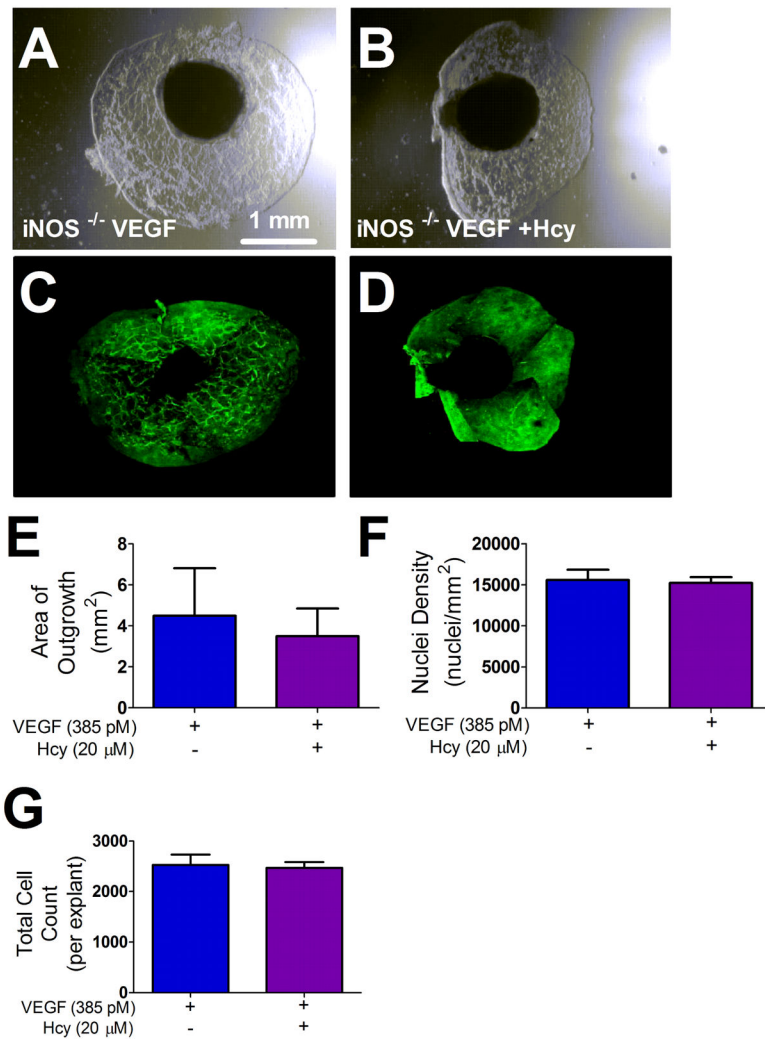 A
B
iNOS -/- VEGF
1 mm
iNOS -/- VEGF +Hcy
C
D
E
8
6
4
2
0
Area of
Outgrowth
(mm2)
VEGF (385 pM) + +
Hcy (20 µM) - +
F
20000
15000
10000
5000
0
Nuclei Density
(nuclei/mm2)
VEGF (385 pM) + +
Hcy (20 µM) - +
G
3000
2000
1000
0
Total Cell
Count
(per explant)
VEGF (385 pM) + +
Hcy (20 µM) - +